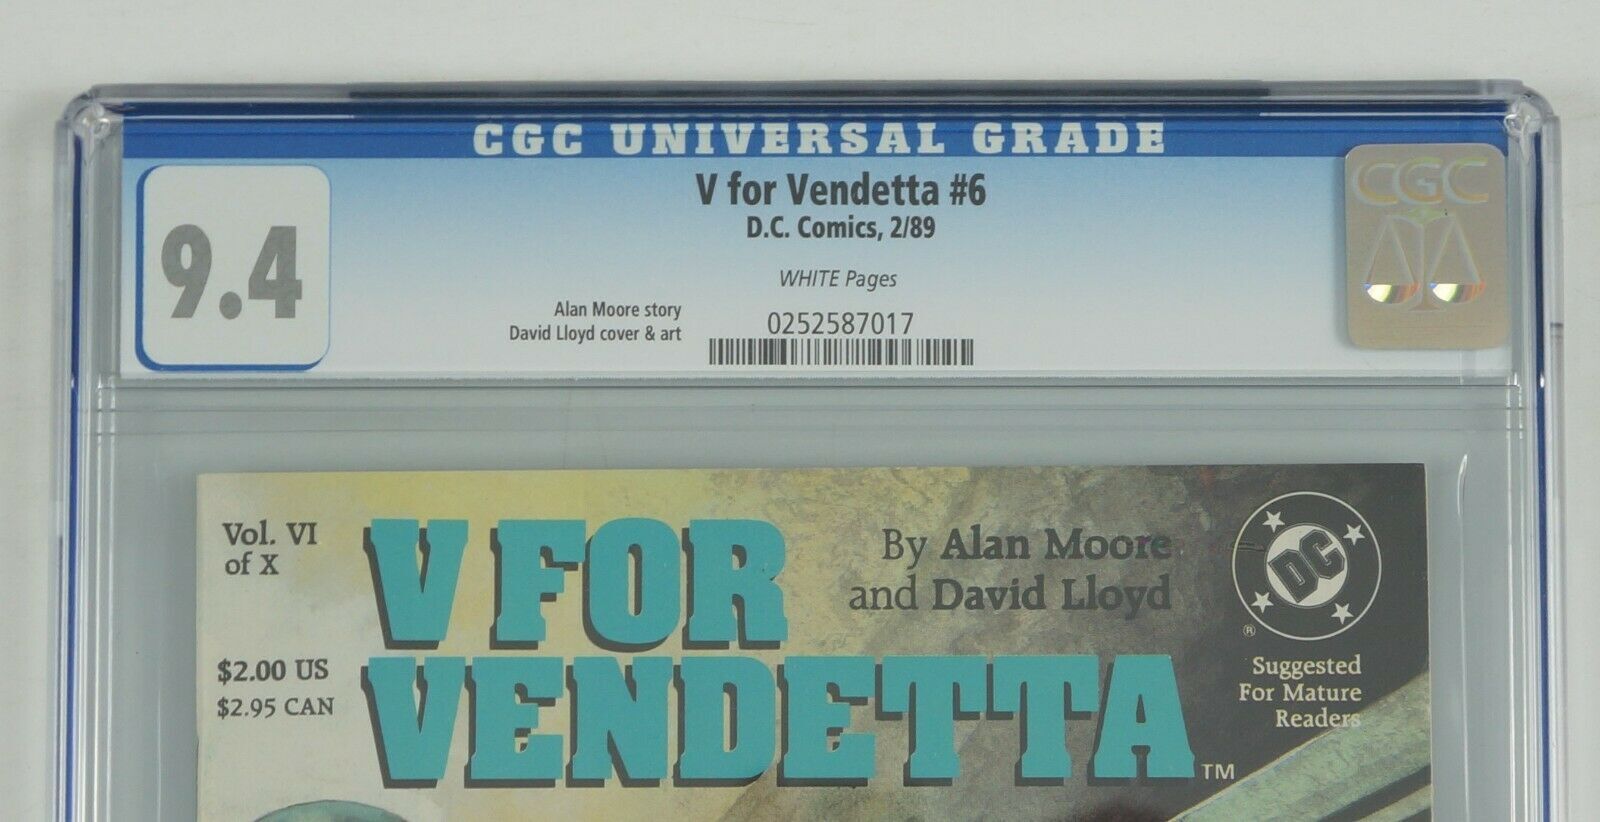 CGC UNIVERSAL GRADE
9.4
V for Vendetta #6
D.C. Comics, 2/89
WHITE Pages
Alan Moore story
David Lloyd cover & art
0252587017
CGC
Vol. VI
of X
V FOR
VENDETTA™
By Alan Moore
and David Lloyd
DC
®
$2.00 US
$2.95 CAN
Suggested
For Mature
Readers